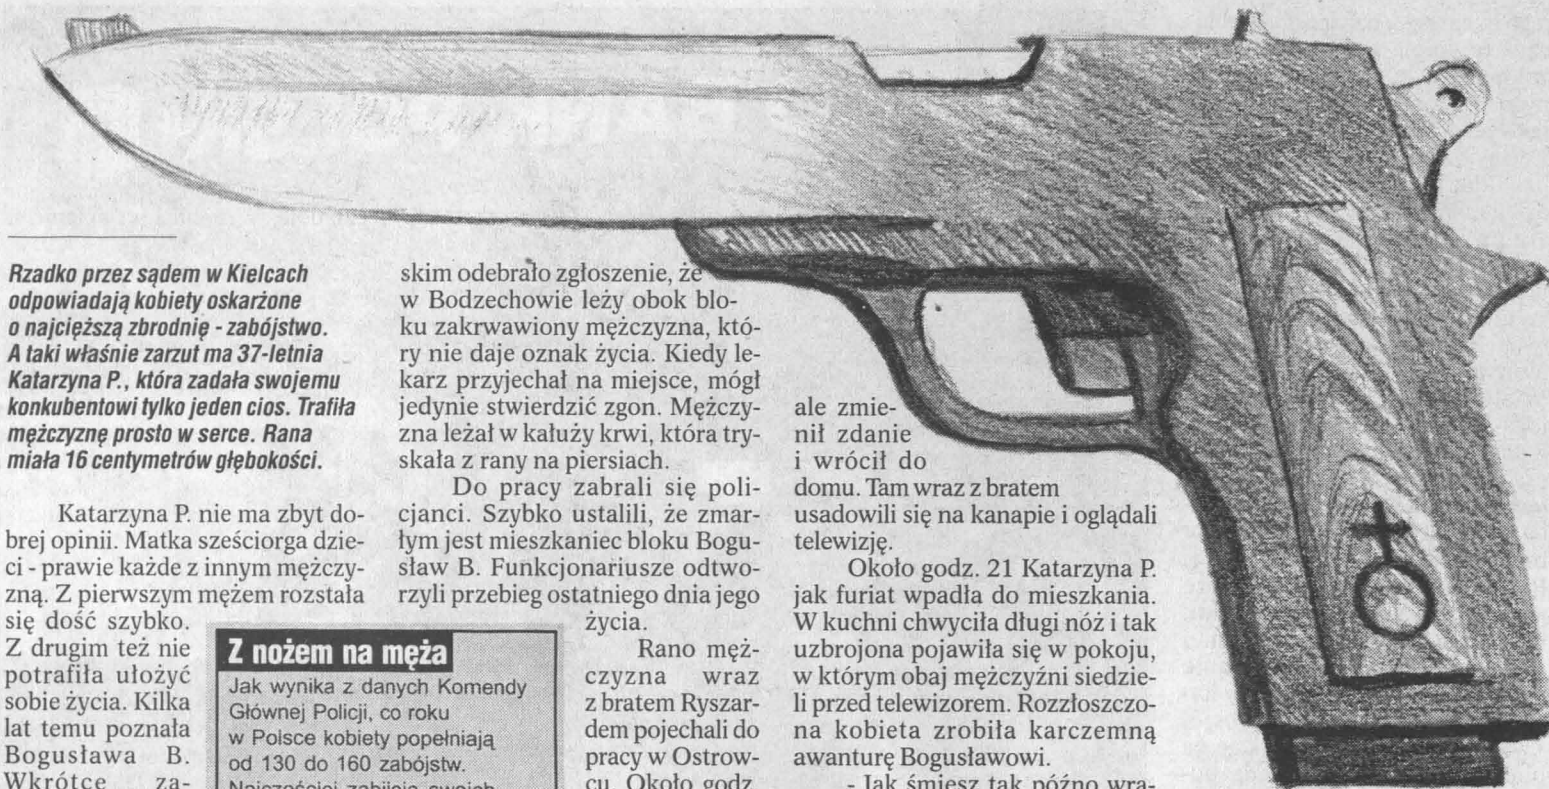 Rzadko przez sądem w Kielcach
odpowiadają kobiety oskarżone
o najcięższą zbrodnię - zabójstwo.
A taki właśnie zarzut ma 37-letnia
Katarzyna P., która zadała swojemu
konkubentowi tylko jeden cios. Trafiła
mężczyznę prosto w serce. Rana
miała 16 centymetrów głębokości.
Katarzyna P. nie ma zbyt do-
brej opinii. Matka sześciorga dzie-
ci - prawie każde z innym mężczy-
zną. Z pierwszym mężem rozstała
się dość szybko.
Z drugim też nie
potrafiła ułożyć
sobie życia. Kilka
lat temu poznała
Bogusława B.
Wkrótce za-
Z nożem na męża
Jak wynika z danych Komendy
Głównej Policji, co roku
w Polsce kobiety popełniają
od 130 do 160 zabójstw.
Najczęściej zabijają swoich
skim odebrało zgłoszenie, że
w Bodzechowie leży obok blo-
ku zakrwawiony mężczyzna, któ-
ry nie daje oznak życia. Kiedy le-
karz przyjechał na miejsce, mógł
jedynie stwierdzić zgon. Mężczy-
zna leżał w kałuży krwi, która try-
skała z rany na piersiach.
Do pracy zabrali się poli-
cjanci. Szybko ustalili, że zmar-
łym jest mieszkaniec bloku Bogu-
sław B. Funkcjonariusze odtwo-
rzyli przebieg ostatniego dnia jego
życia.
Rano męż-
czyzna wraz
z bratem Ryszar-
dem pojechali do
pracy w Ostrow-
cu. Około godz.
ale zmie-
nił zdanie
i wrócił do
domu. Tam wraz z bratem
usadowili się na kanapie i oglądali
telewizję.
Około godz. 21 Katarzyna P.
jak furiat wpadła do mieszkania.
W kuchni chwyciła długi nóż i tak
uzbrojona pojawiła się w pokoju,
w którym obaj mężczyźni siedzie-
li przed telewizorem. Rozzłoszczo-
na kobieta zrobiła karczemną
awanturę Bogusławowi.
- Jak śmiesz tak późno wra-